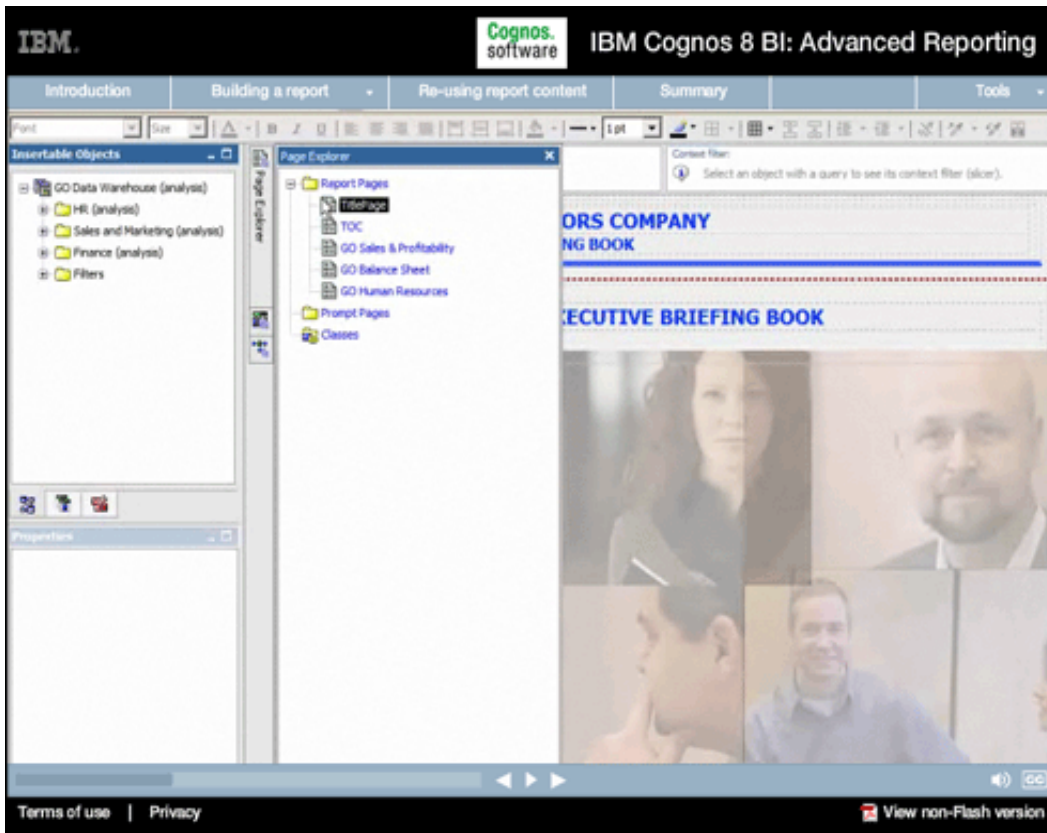 IBM.
Cognos.
software
IBM Cognos 8 BI: Advanced Reporting
Introduction
Building a report
Re-using report content
Summary
Tools
Font
Size
A
B I U
1 pt
Insertable Objects
GO Data Warehouse (analysis)
HR (analysis)
Sales and Marketing (analysis)
Finance (analysis)
Filters
Properties
Page Explorer
Page Explorer
Report Pages
TitlePage
TOC
GO Sales & Profitability
GO Balance Sheet
GO Human Resources
Prompt Pages
Classes
Context filter:
Select an object with a query to see its context filter (slicer).
ORS COMPANY
NG BOOK
ECUTIVE BRIEFING BOOK
CC
Terms of use | Privacy
View non-Flash version